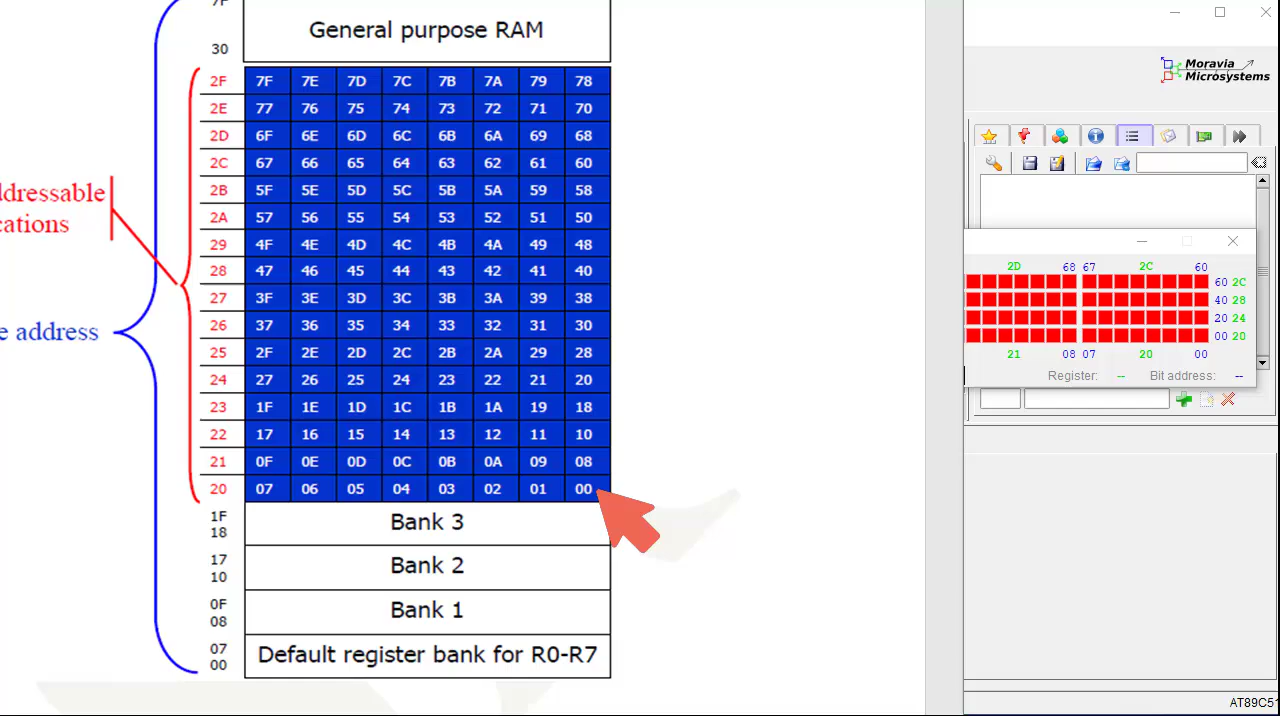 7F
General purpose RAM
30
2F 7F 7E 7D 7C 7B 7A 79 78
2E 77 76 75 74 73 72 71 70
2D 6F 6E 6D 6C 6B 6A 69 68
2C 67 66 65 64 63 62 61 60
2B 5F 5E 5D 5C 5B 5A 59 58
2A 57 56 55 54 53 52 51 50
29 4F 4E 4D 4C 4B 4A 49 48
28 47 46 45 44 43 42 41 40
27 3F 3E 3D 3C 3B 3A 39 38
26 37 36 35 34 33 32 31 30
25 2F 2E 2D 2C 2B 2A 29 28
24 27 26 25 24 23 22 21 20
23 1F 1E 1D 1C 1B 1A 19 18
22 17 16 15 14 13 12 11 10
21 0F 0E 0D 0C 0B 0A 09 08
20 07 06 05 04 03 02 01 00
1F
18
Bank 3
17
10
Bank 2
0F
08
Bank 1
07
00
Default register bank for R0-R7
ddressable
cations
e address
Moravia
Microsystems
2D 68 67 2C 60
60 2C
40 28
20 24
00 20
21 08 07 20 00
Register: -- Bit address: --
AT89C5